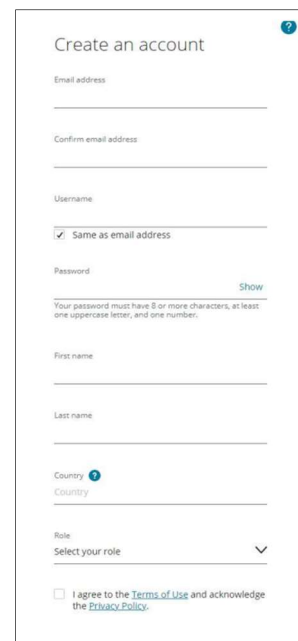 ?
Create an account
Email address
Confirm email address
Username
Same as email address
Password
Show
Your password must have 8 or more characters, at least
one uppercase letter, and one number.
First name
Last name
Country ?
Country
Role
Select your role
I agree to the Terms of Use and acknowledge
the Privacy Policy.